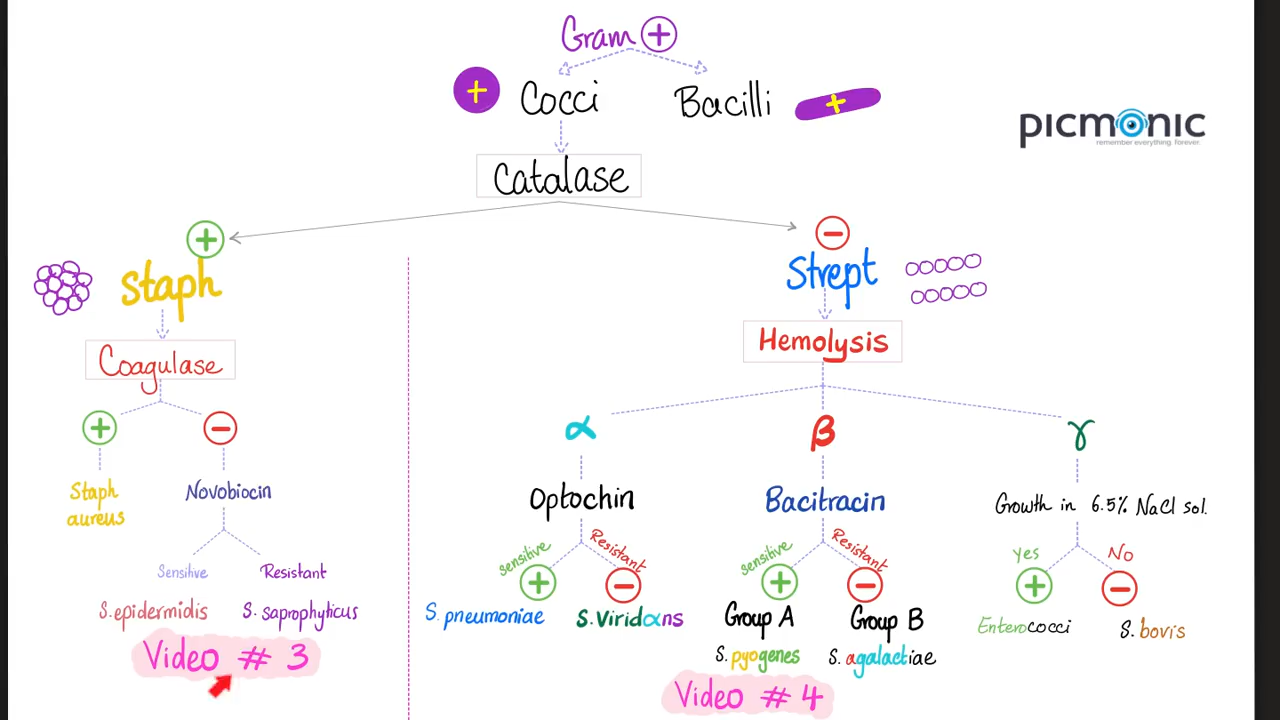 Gram +
Cocci
Bacilli
picmonic
remember everything. forever.
Catalase
Staph
Strept
Coagulase
Hemolysis
α
β
γ
Staph aureus
Novobiocin
Optochin
Bacitracin
Growth in 6.5% NaCl sol.
Sensitive
Resistant
Sensitive
Resistant
Sensitive
Resistant
Yes
No
S. epidermidis
S. saprophyticus
S. pneumoniae
S. Viridαns
Group A
S. pyogenes
Group B
S. agalactiae
Enterococci
S. bovis
Video # 3
Video # 4